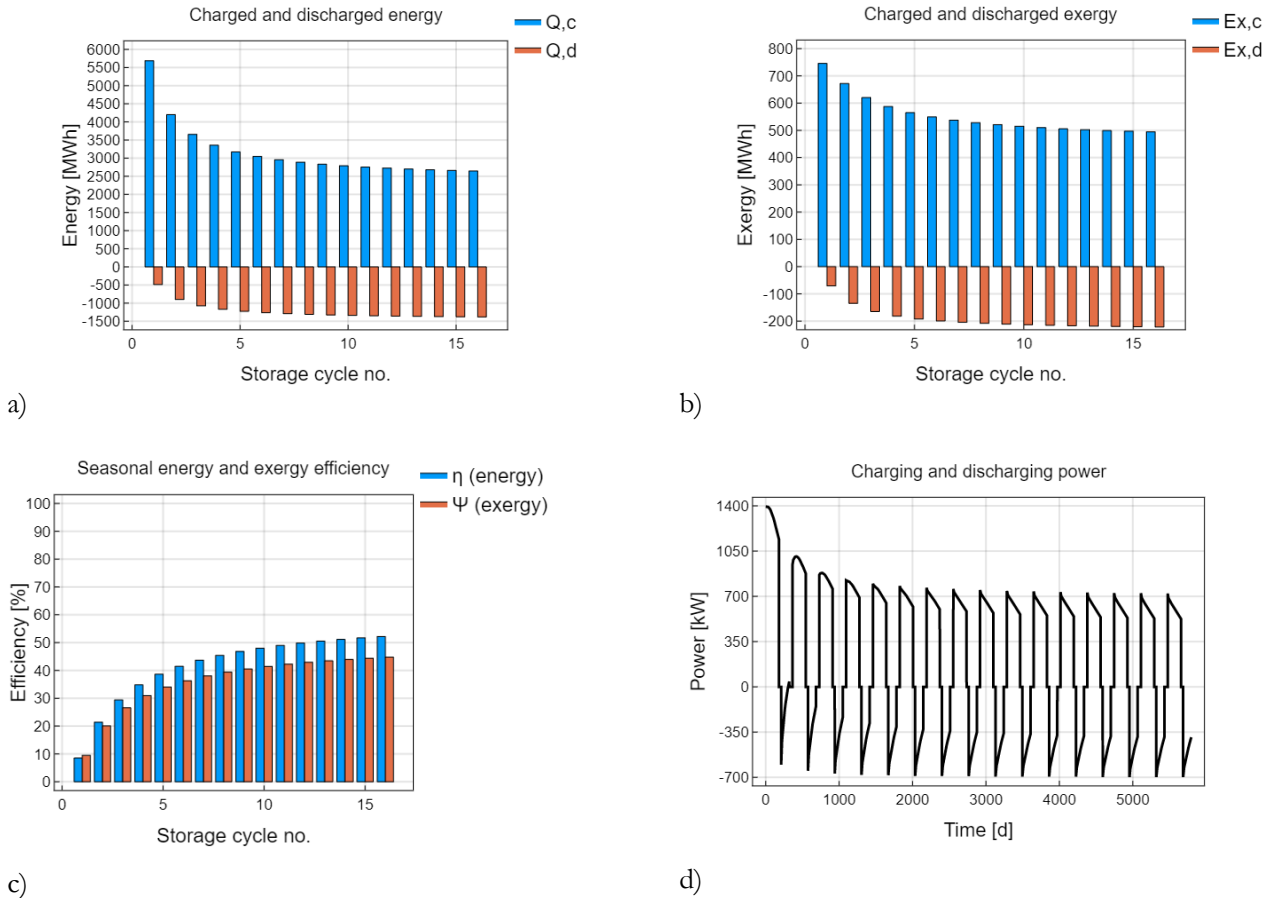 Charged and discharged energy
Q,c
Q,d
6000
5500
5000
4500
4000
3500
3000
2500
2000
1500
1000
500
0
-500
-1000
-1500
Energy [MWh]
0 5 10 15
Storage cycle no.
a)
Charged and discharged exergy
Ex,c
Ex,d
800
700
600
500
400
300
200
100
0
-100
-200
Exergy [MWh]
0 5 10 15
Storage cycle no.
b)
Seasonal energy and exergy efficiency
η (energy)
Ψ (exergy)
100
90
80
70
60
50
40
30
20
10
0
Efficiency [%]
0 5 10 15
Storage cycle no.
c)
Charging and discharging power
1400
1050
700
350
0
-350
-700
Power [kW]
0 1000 2000 3000 4000 5000
Time [d]
d)